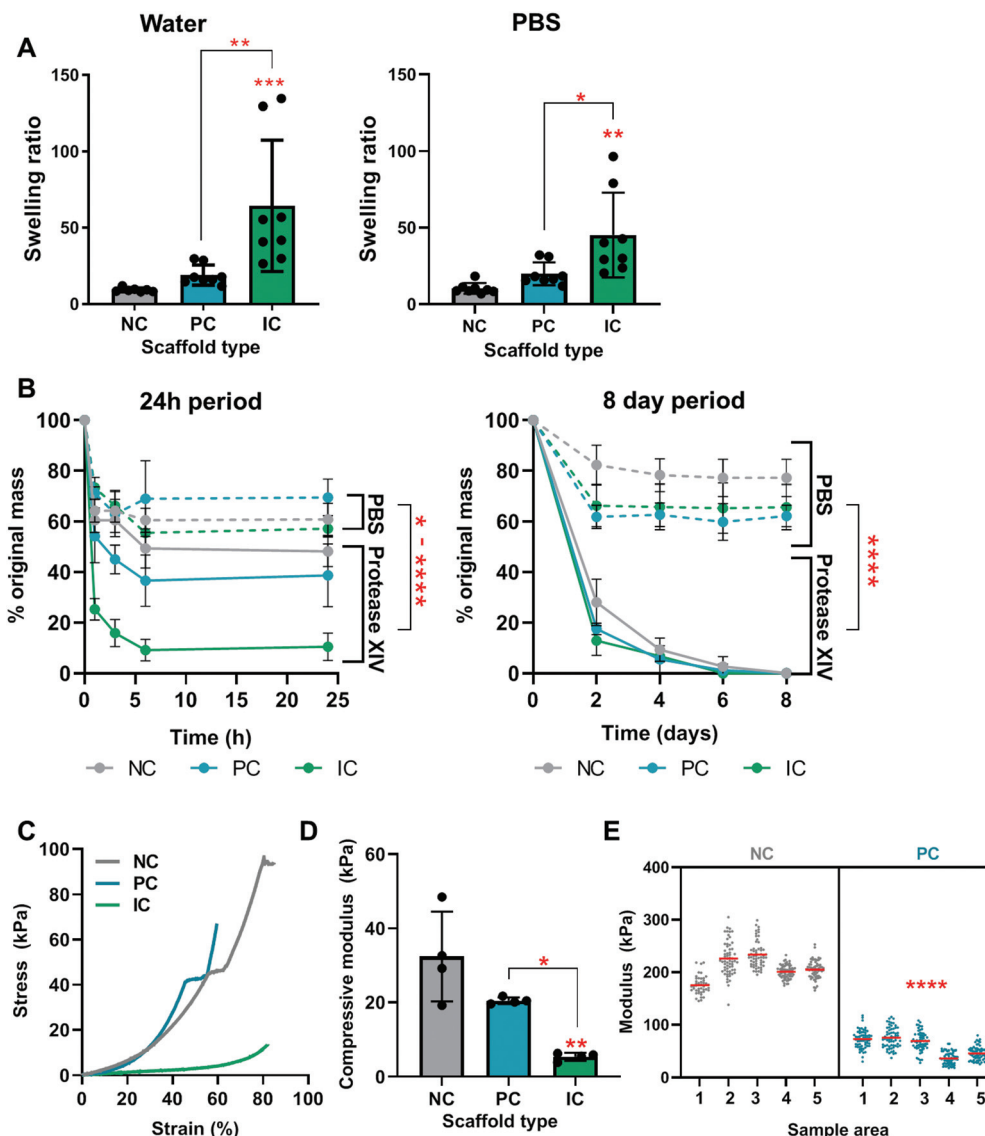 Water
PBS
A
**
***
Swelling ratio
150
100
50
0
NC PC IC
Scaffold type
*
**
Swelling ratio
150
100
50
0
NC PC IC
Scaffold type
B
24h period
% original mass
100
80
60
40
20
0
0 5 10 15 20 25
Time (h)
PBS
Protease XIV
* - ****
NC PC IC
8 day period
% original mass
100
80
60
40
20
0
0 2 4 6 8
Time (days)
PBS
Protease XIV
****
NC PC IC
C
Stress (kPa)
100
80
60
40
20
0
NC
PC
IC
0 20 40 60 80 100
Strain (%)
D
Compressive modulus (kPa)
60
40
20
0
*
**
NC PC IC
Scaffold type
E
NC PC
Modulus (kPa)
400
300
200
100
0
****
1 2 3 4 5 1 2 3 4 5
Sample area